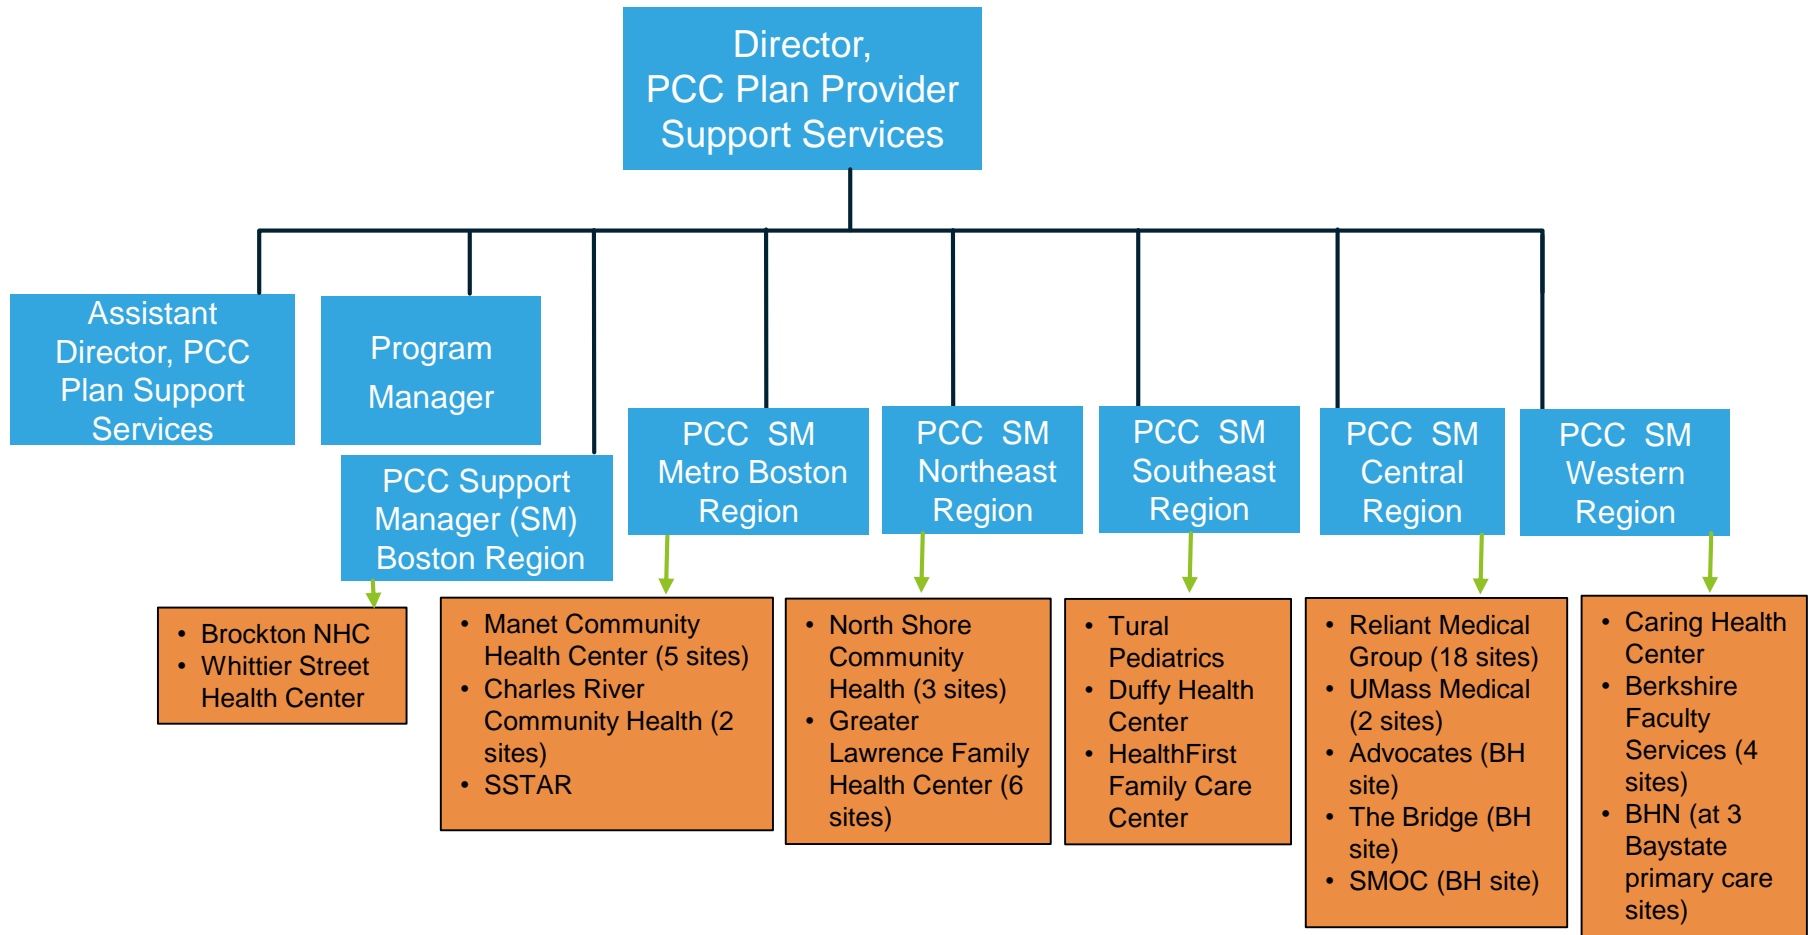 Director,
PCC Plan Provider
Support Services
Assistant
Director, PCC
Plan Support
Services
Program
Manager
PCC Support
Manager (SM)
Boston Region
PCC SM
Metro Boston
Region
PCC SM
Northeast
Region
PCC SM
Southeast
Region
PCC SM
Central
Region
PCC SM
Western
Region
• Brockton NHC
• Whittier Street
Health Center
• Manet Community
Health Center (5 sites)
• Charles River
Community Health (2
sites)
• SSTAR
• North Shore
Community
Health (3 sites)
• Greater
Lawrence Family
Health Center (6
sites)
• Tural
Pediatrics
• Duffy Health
Center
• HealthFirst
Family Care
Center
• Reliant Medical
Group (18 sites)
• UMass Medical
(2 sites)
• Advocates (BH
site)
• The Bridge (BH
site)
• SMOC (BH site)
• Caring Health
Center
• Berkshire
Faculty
Services (4
sites)
• BHN (at 3
Baystate
primary care
sites)